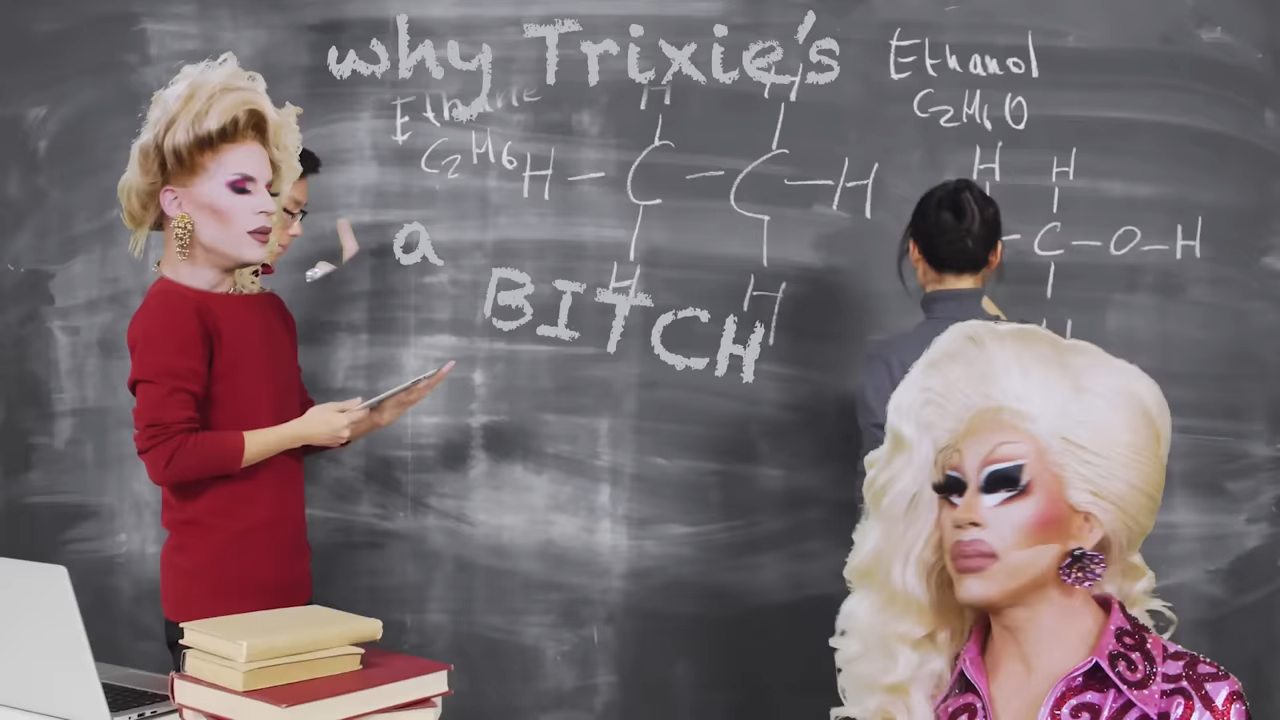 why Trixie's
Ethane
C2H6
H H
H - C - C - H
H H
a
BITCH
Ethanol
C2H6O
H H
- C - O - H
H